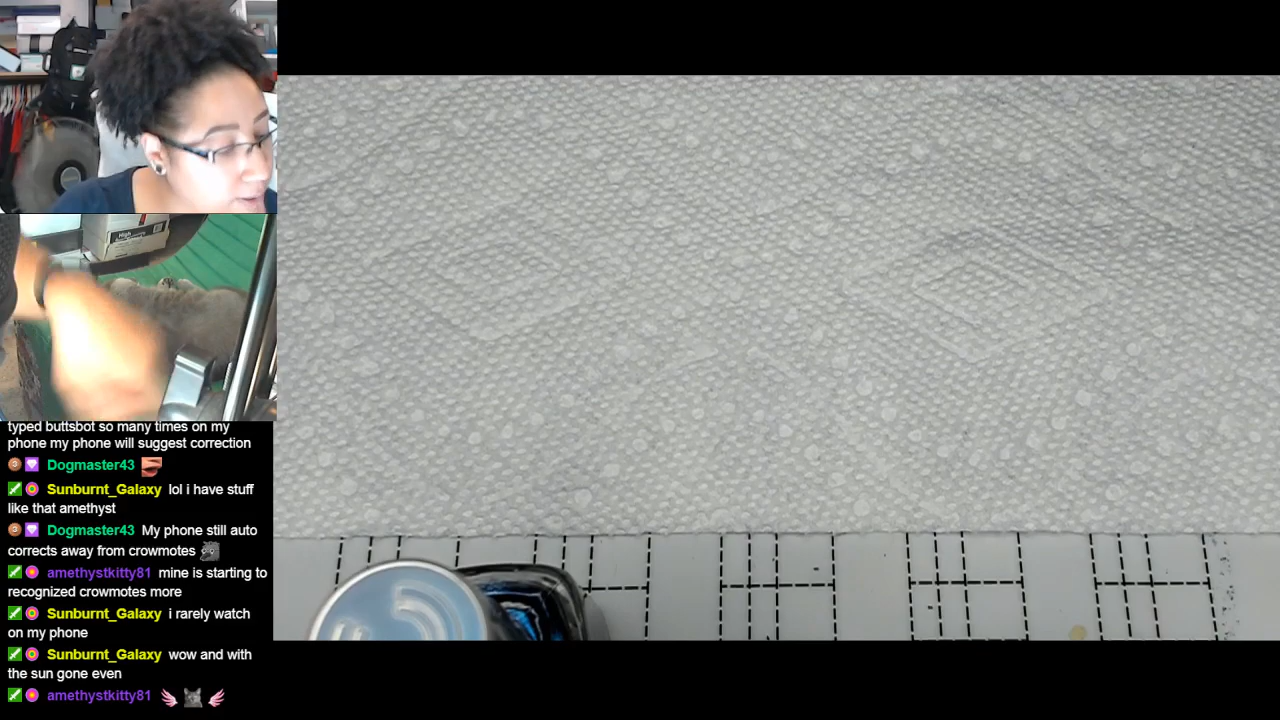 High
typed buttsbot so many times on my
phone my phone will suggest correction
Dogmaster43
Sunburnt_Galaxy lol i have stuff
like that amethyst
Dogmaster43 My phone still auto
corrects away from crowmotes
amethystkitty81 mine is starting to
recognized crowmotes more
Sunburnt_Galaxy i rarely watch
on my phone
Sunburnt_Galaxy wow and with
the sun gone even
amethystkitty81